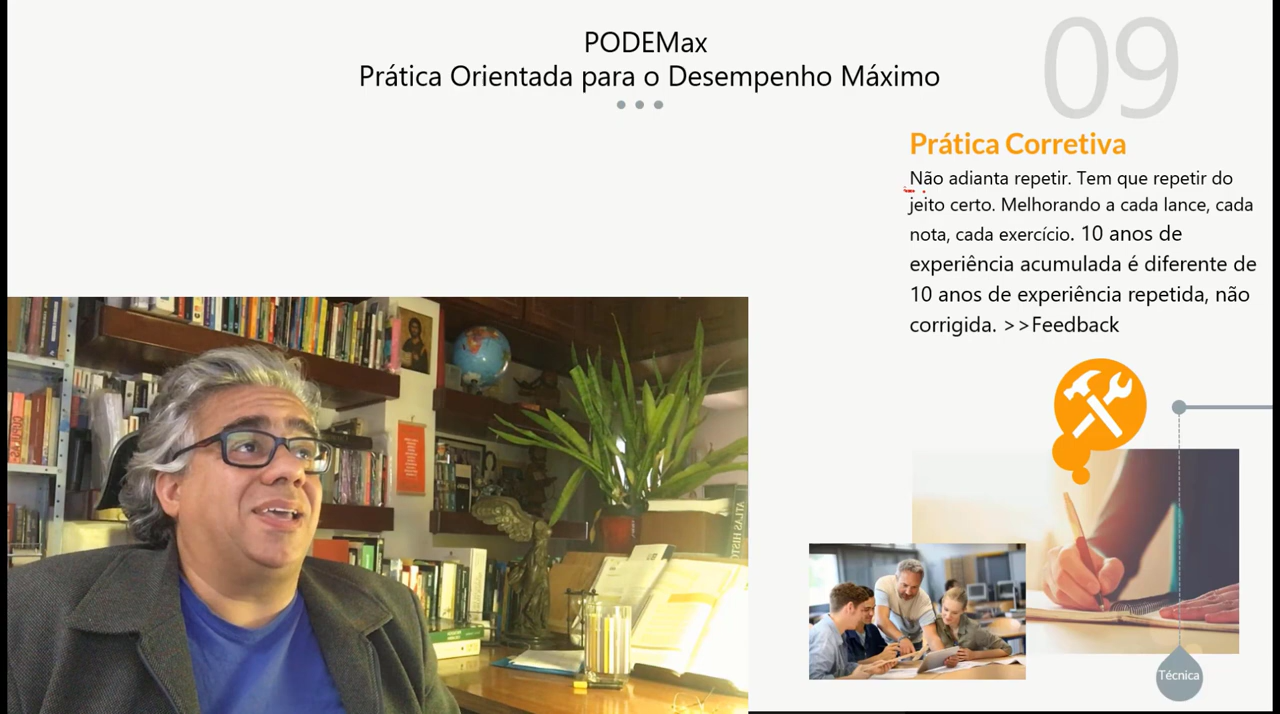 PODEMax
Prática Orientada para o Desempenho Máximo
09
Prática Corretiva
Não adianta repetir. Tem que repetir do
jeito certo. Melhorando a cada lance, cada
nota, cada exercício. 10 anos de
experiência acumulada é diferente de
10 anos de experiência repetida, não
corrigida. >>Feedback
Técnica